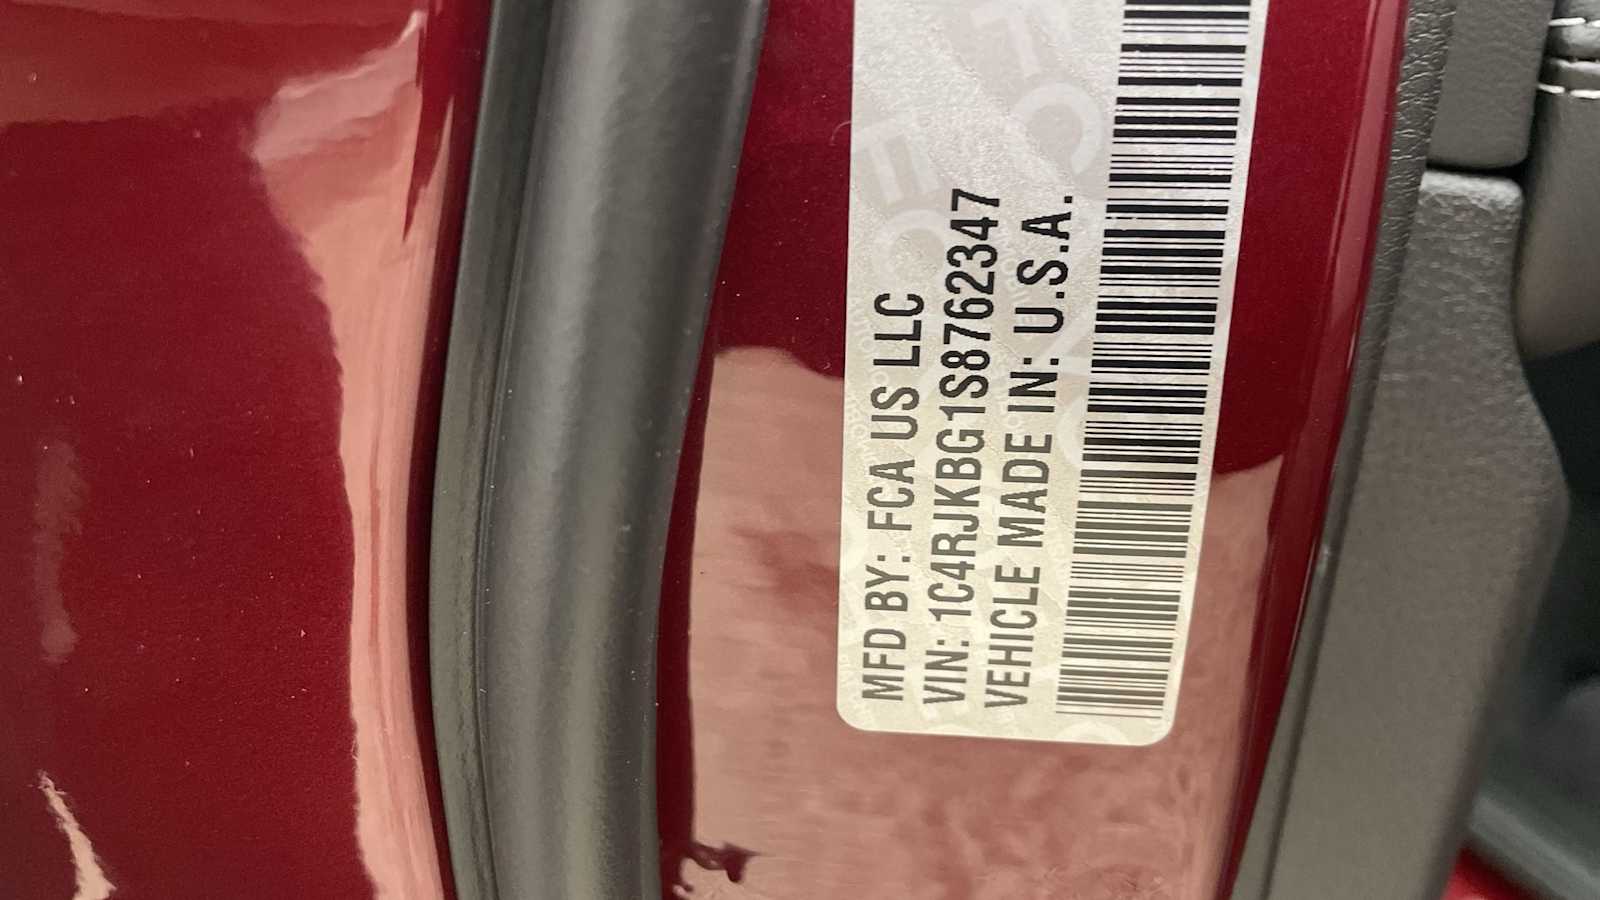 MFD BY: FCA US LLC
VIN: 1C4RJKBG1S8762347
VEHICLE MADE IN: U.S.A.